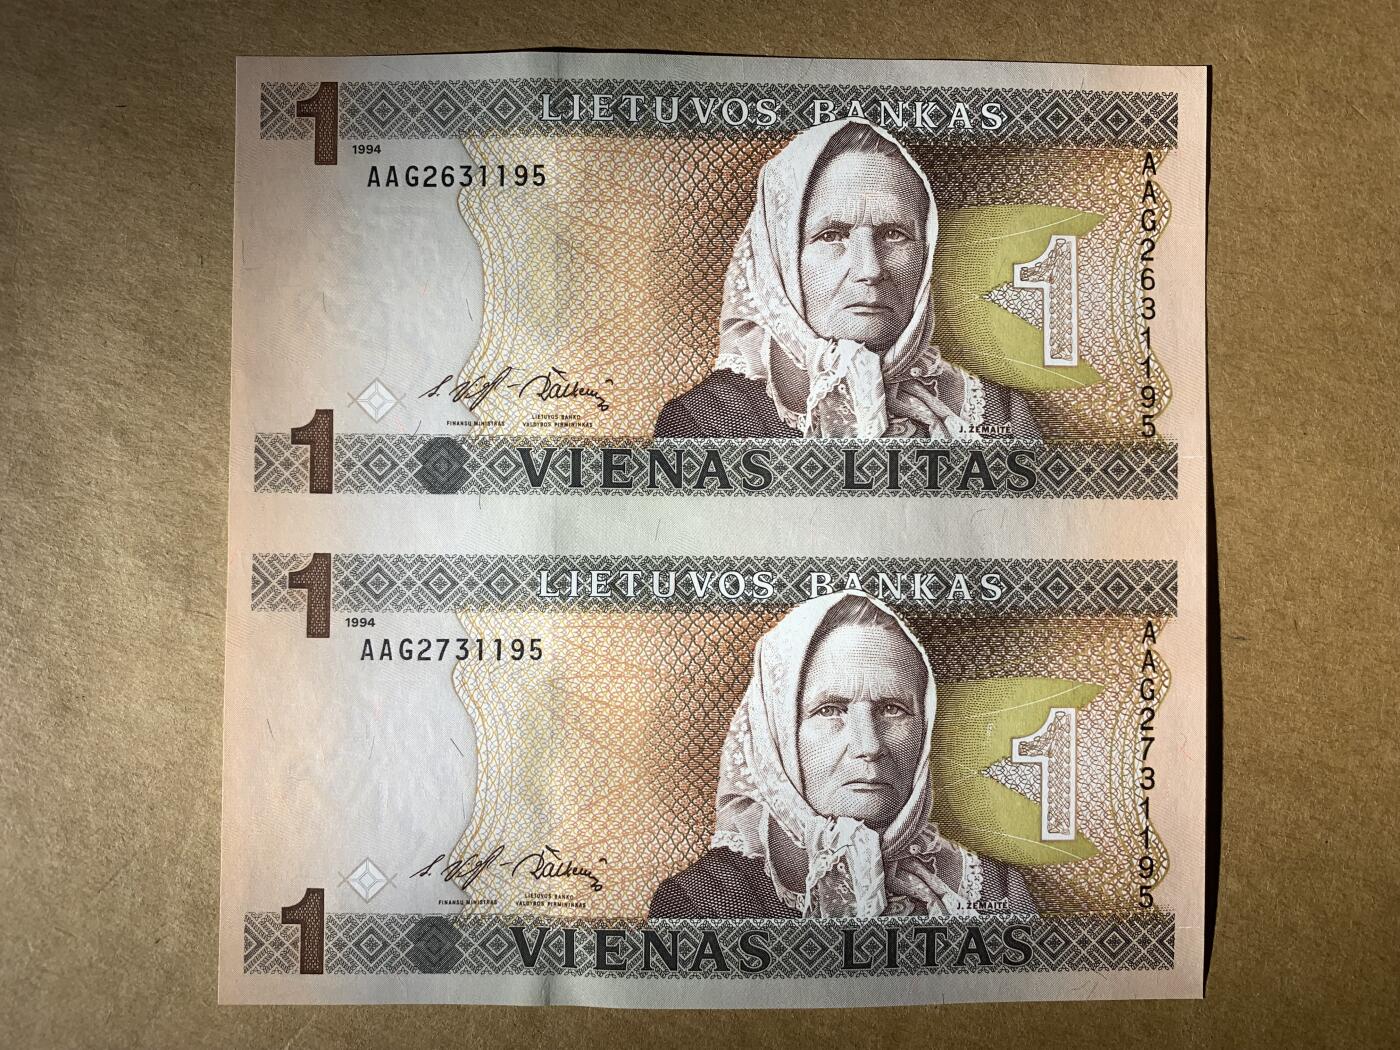 1
LIETUVOS BANKAS
1994
AAG2631195
AAG2631195
1
FINANSŲ MINISTRAS
LIETUVOS BANKO
VALDYBOS PIRMININKAS
J. ŽEMAITĖ
1
VIENAS LITAS
1
LIETUVOS BANKAS
1994
AAG2731195
AAG2731195
1
FINANSŲ MINISTRAS
LIETUVOS BANKO
VALDYBOS PIRMININKAS
J. ŽEMAITĖ
1
VIENAS LITAS